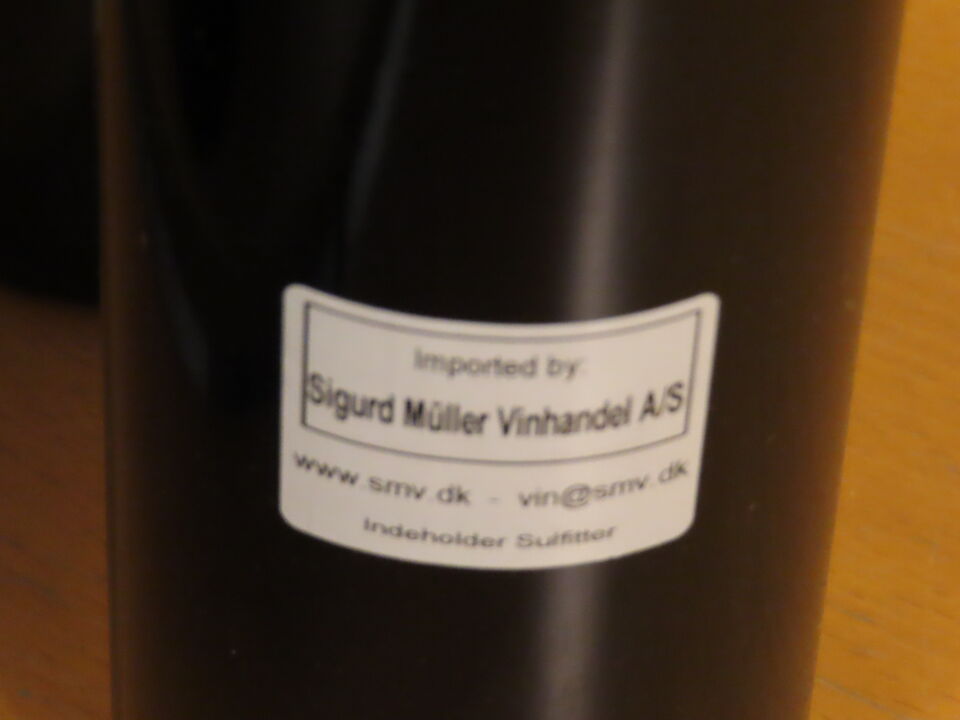 Imported by:
Sigurd Müller Vinhandel A/S
www.smv.dk - vin@smv.dk
Indeholder Sulfitter